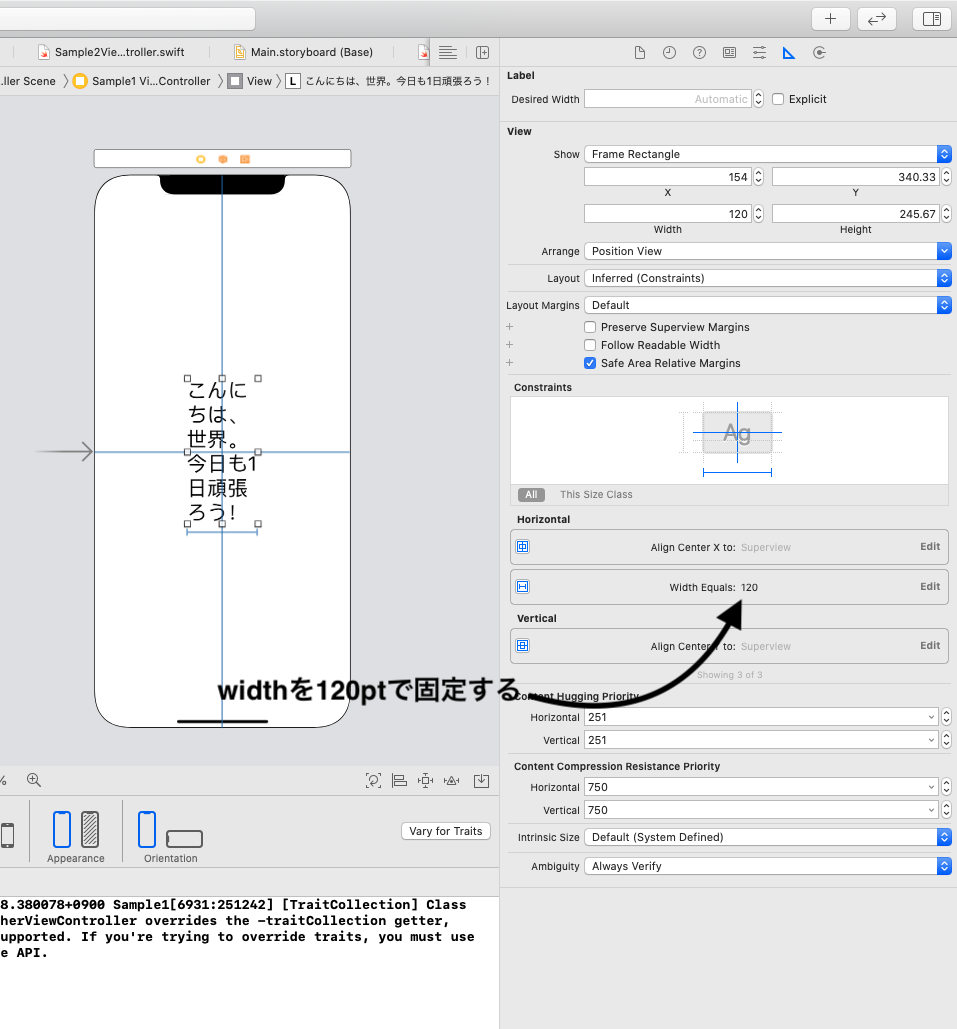 Sample2Vie...troller.swift
Main.storyboard (Base)
.ller Scene
Sample1 Vi...Controller
View
L
こんにちは、世界。今日も1日頑張ろう！
こんに
ちは、
世界。
今日も1
日頑張
ろう!
widthを120ptで固定する
%
Appearance
Orientation
Vary for Traits
8.380078+0900 Sample1[6931:251242] [TraitCollection] Class
herViewController overrides the -traitCollection getter,
upported. If you're trying to override traits, you must use
e API.
Label
Desired Width
Automatic
Explicit
View
Show
Frame Rectangle
154
340.33
X
Y
120
245.67
Width
Height
Arrange
Position View
Layout
Inferred (Constraints)
Layout Margins
Default
Preserve Superview Margins
Follow Readable Width
Safe Area Relative Margins
Constraints
Ag
All
This Size Class
Horizontal
Align Center X to: Superview
Edit
Width Equals: 120
Edit
Vertical
Align Center Y to: Superview
Edit
Showing 3 of 3
Content Hugging Priority
Horizontal
251
Vertical
251
Content Compression Resistance Priority
Horizontal
750
Vertical
750
Intrinsic Size
Default (System Defined)
Ambiguity
Always Verify